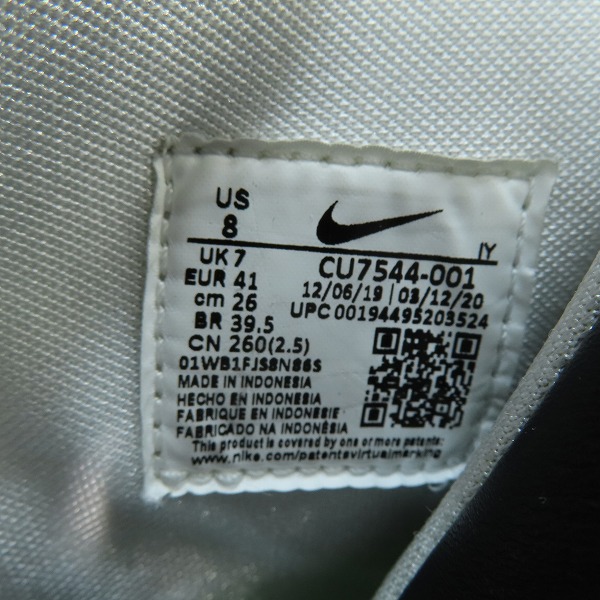 US
8
IY
UK 7
EUR 41
cm 26
BR 39.5
CN 260(2.5)
CU7544-001
12/06/19 | 03/12/20
UPC 00194495203524
01WB1FJS8N86S
MADE IN INDONESIA
HECHO EN INDONESIA
FABRIQUE EN INDONESIE
FABRICADO NA INDONÉSIA
This product is covered by one or more patents:
www.nike.com/patentsvirtualmarking